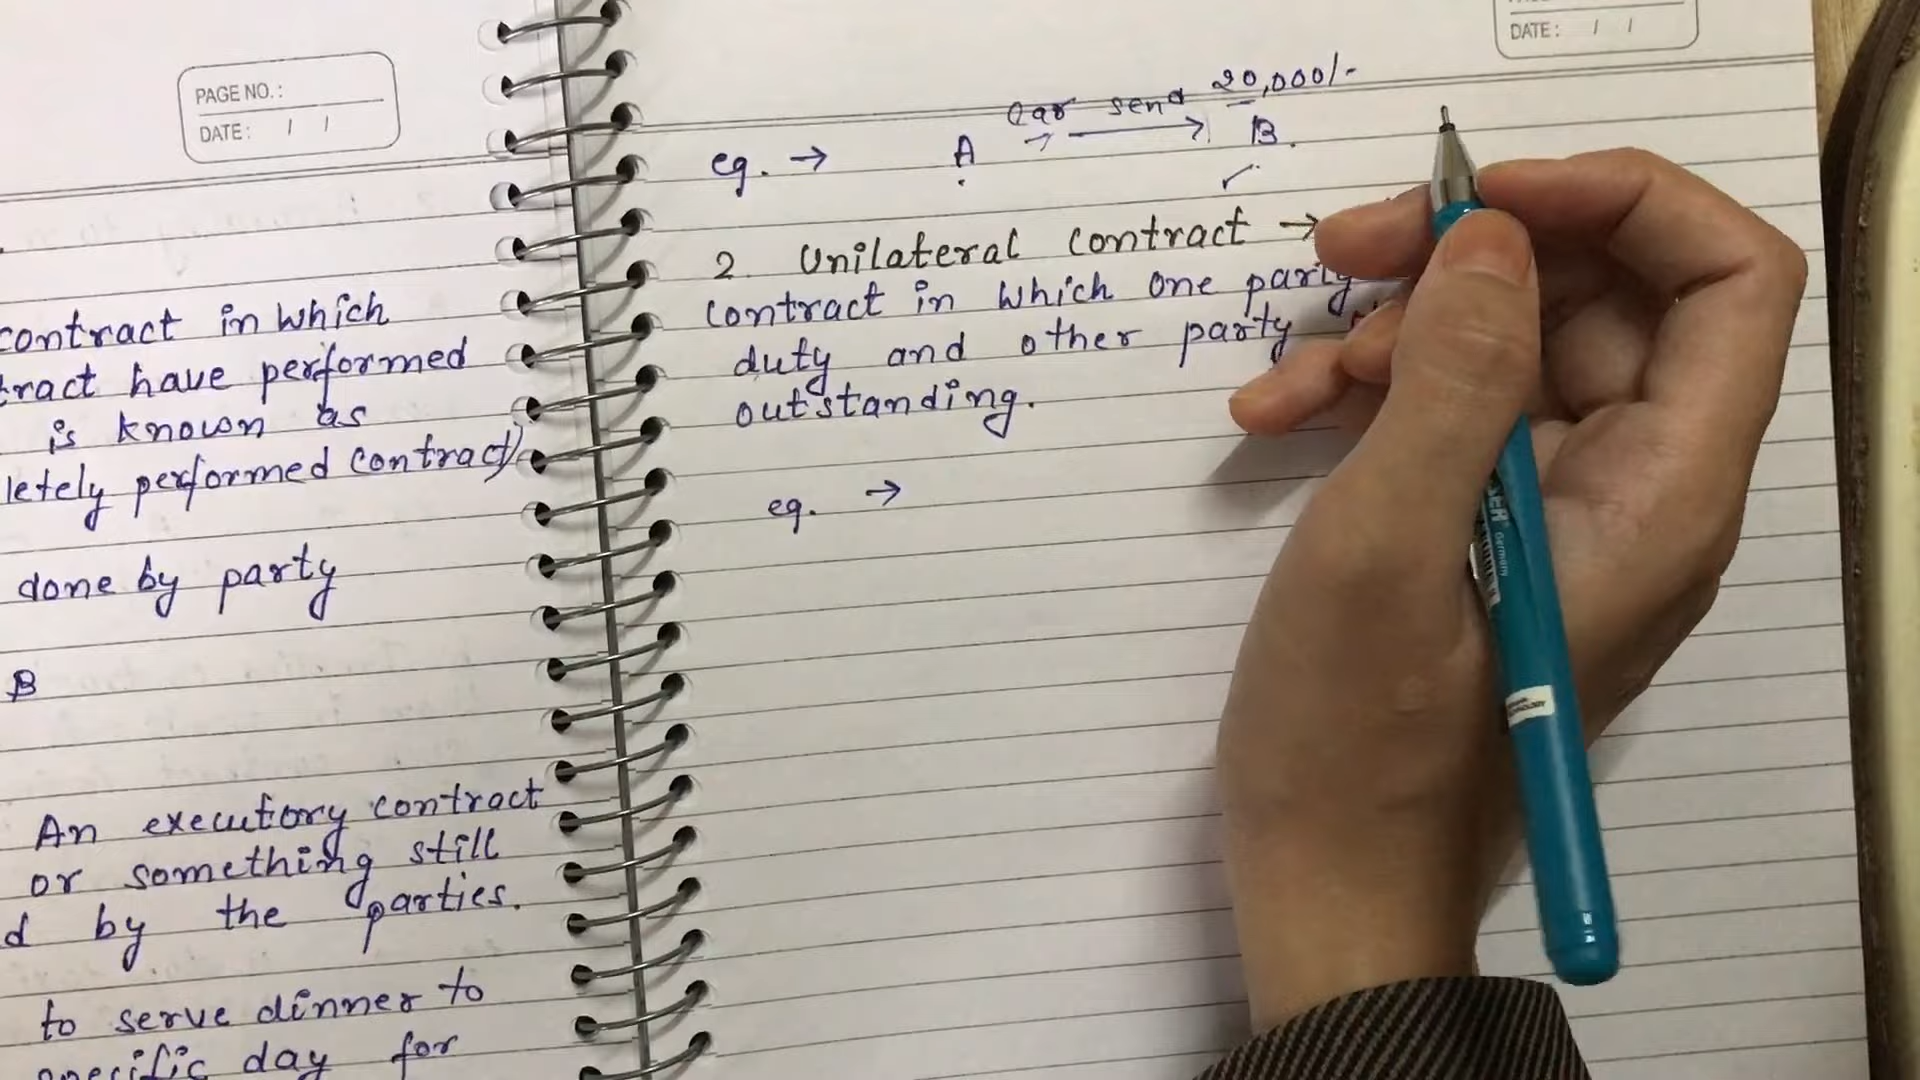 PAGE NO.:
DATE: / /
contract in which
tract have performed
is known as
letely performed contract)
done by party
B
An executory contract
or something still
d by the parties.
to serve dinner to
specific day for
DATE: / /
Car send 20,000/-
eg. → A → B.
2. Unilateral contract →
contract in which one party
duty and other party
outstanding.
eg. →
Germany